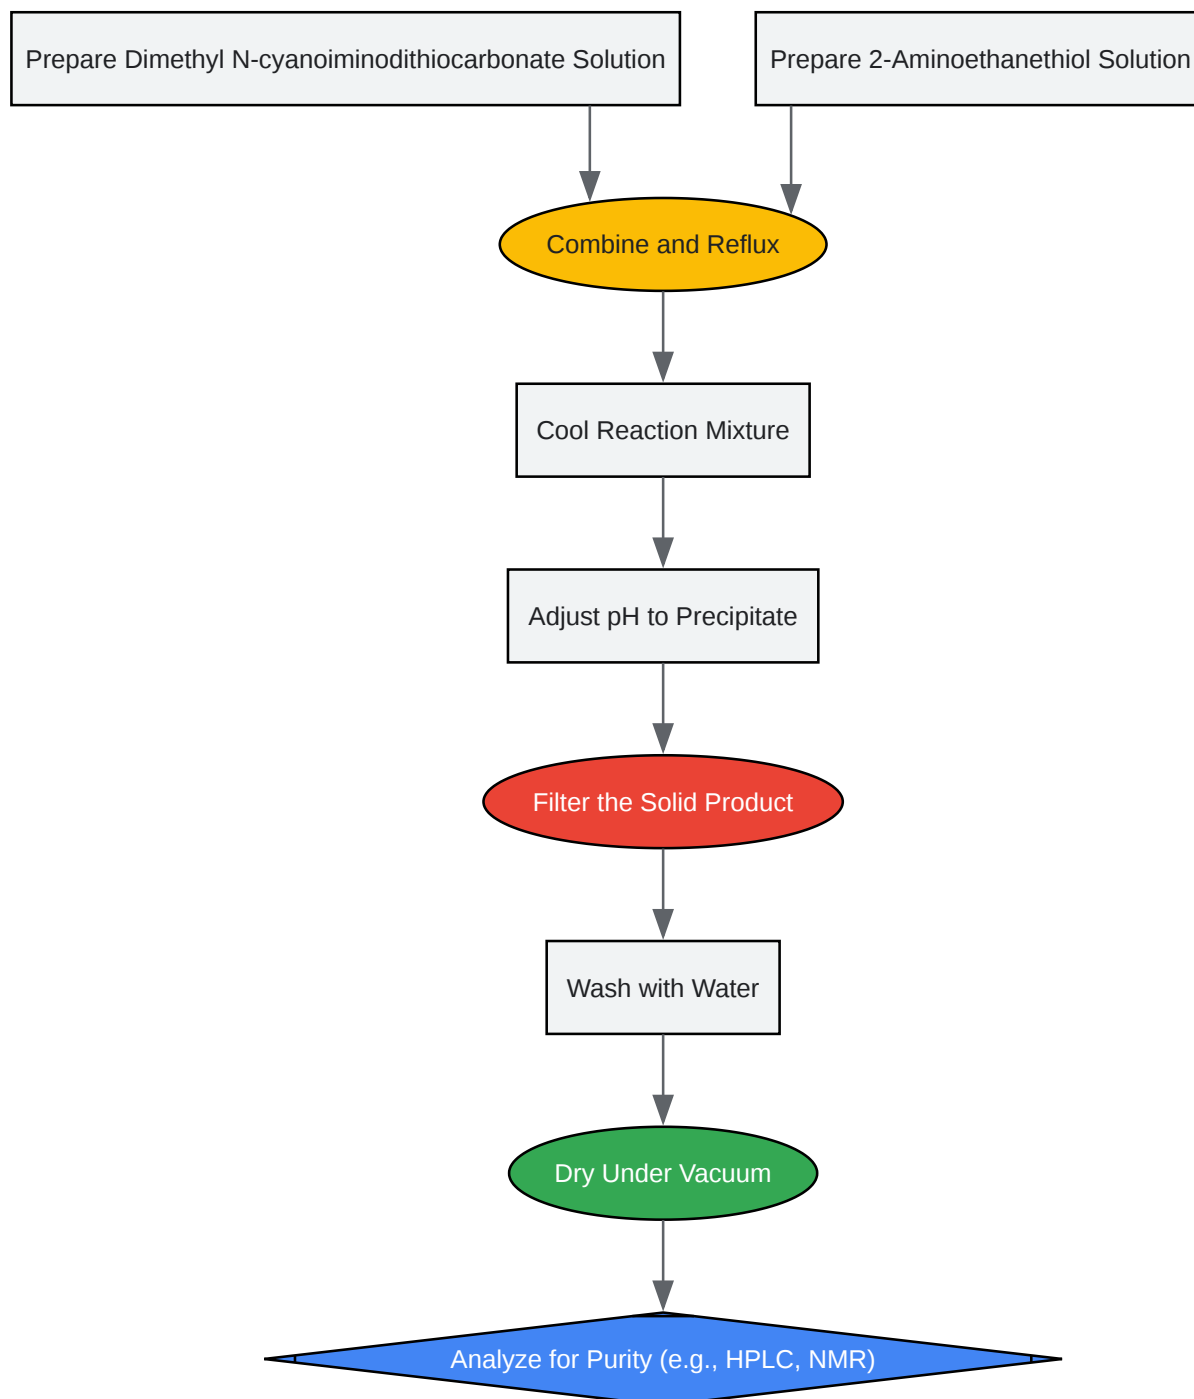 Prepare Dimethyl N-cyanoiminodithiocarbonate Solution
Prepare 2-Aminoethanethiol Solution
Combine and Reflux
Cool Reaction Mixture
Adjust pH to Precipitate
Filter the Solid Product
Wash with Water
Dry Under Vacuum
Analyze for Purity (e.g., HPLC, NMR)